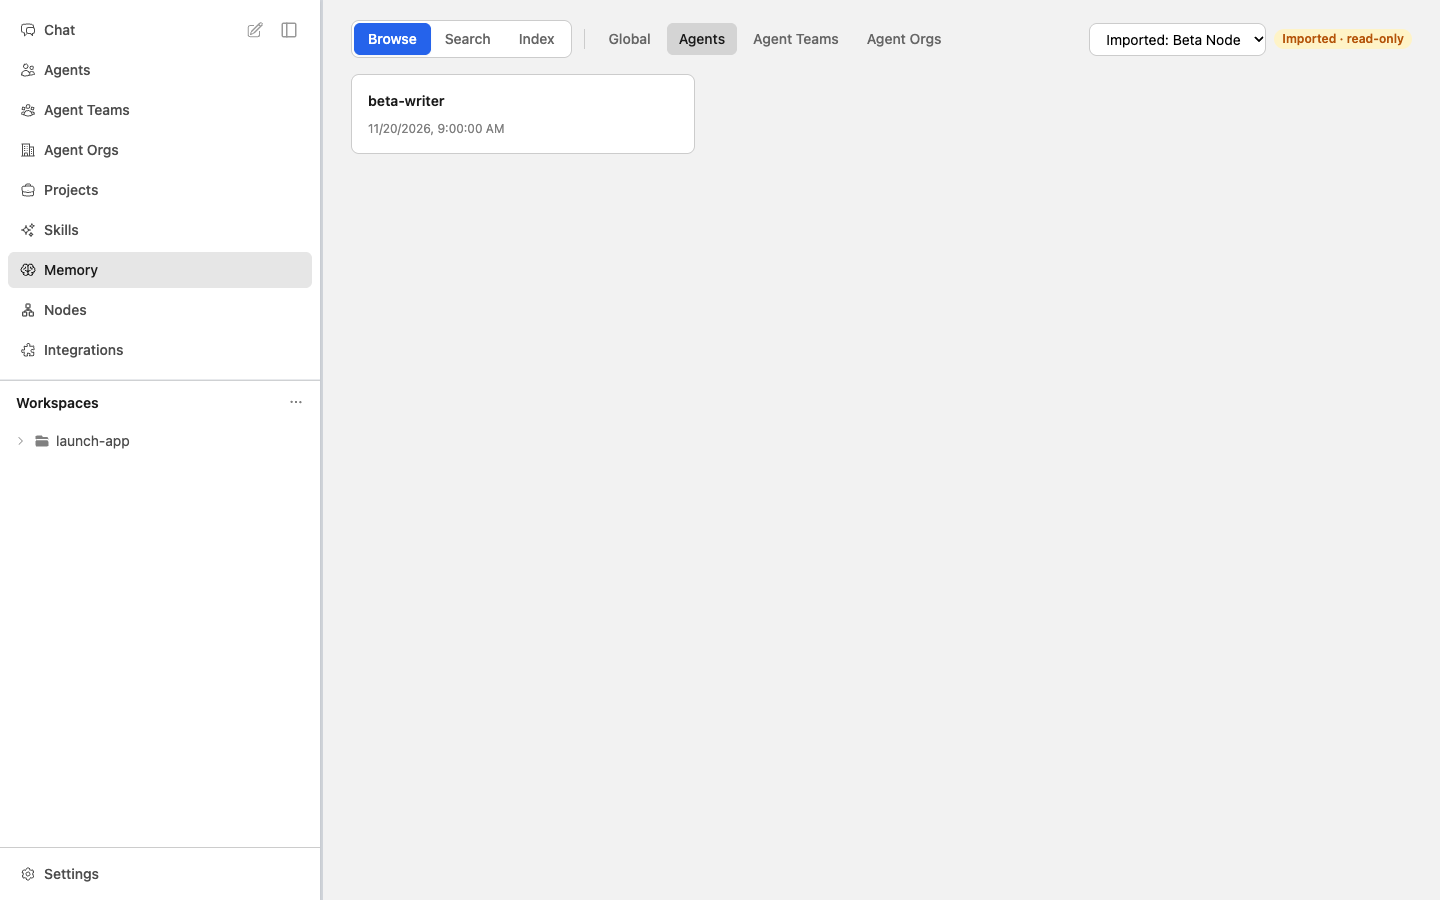 Chat
Agents
Agent Teams
Agent Orgs
Projects
Skills
Memory
Nodes
Integrations
Workspaces
launch-app
Settings
Browse Search Index Global Agents Agent Teams Agent Orgs Imported: Beta Node Imported · read-only
beta-writer
11/20/2026, 9:00:00 AM